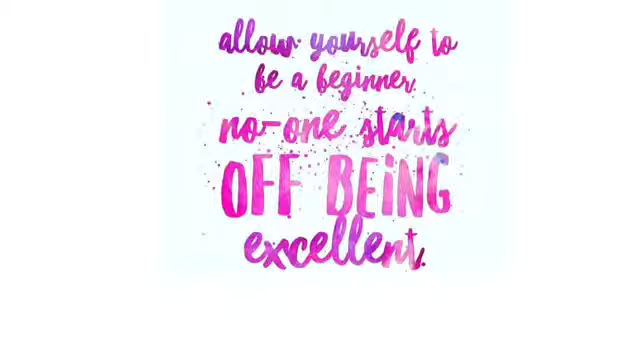 allow yourself to
be a beginner.
no-one starts
OFF BEING
excellent.